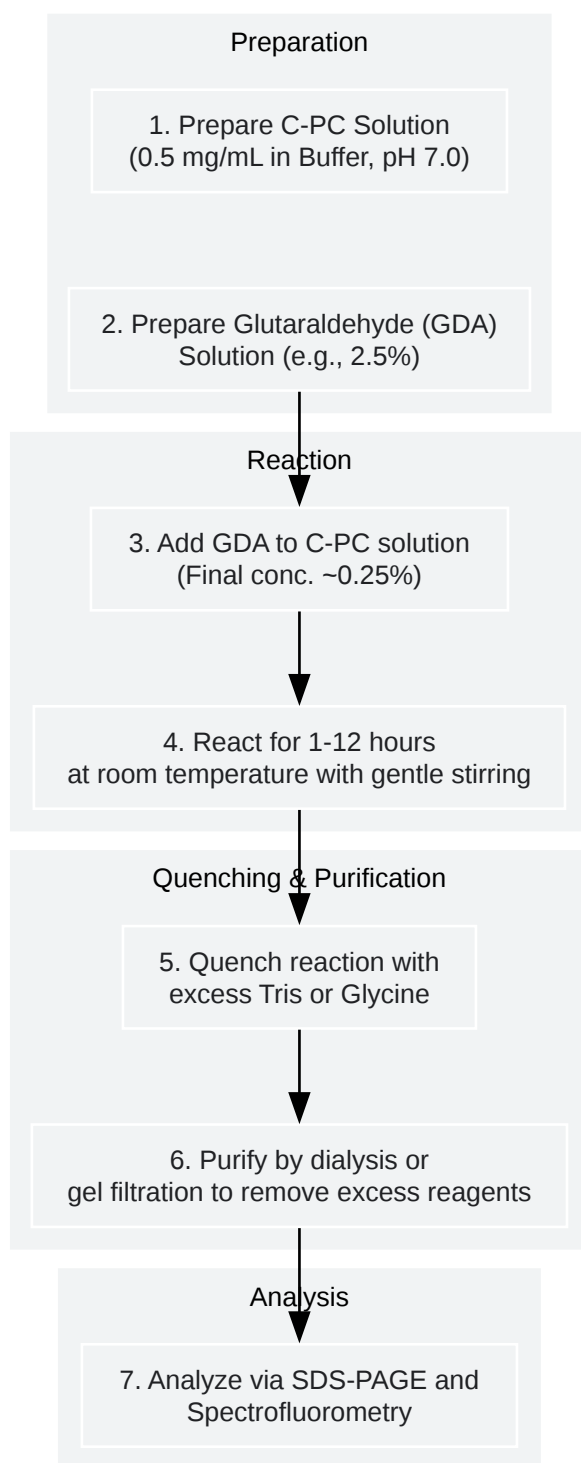 Preparation
1. Prepare C-PC Solution
(0.5 mg/mL in Buffer, pH 7.0)
2. Prepare Glutaraldehyde (GDA)
Solution (e.g., 2.5%)
Reaction
3. Add GDA to C-PC solution
(Final conc. ~0.25%)
4. React for 1-12 hours
at room temperature with gentle stirring
Quenching & Purification
5. Quench reaction with
excess Tris or Glycine
6. Purify by dialysis or
gel filtration to remove excess reagents
Analysis
7. Analyze via SDS-PAGE and
Spectrofluorometry